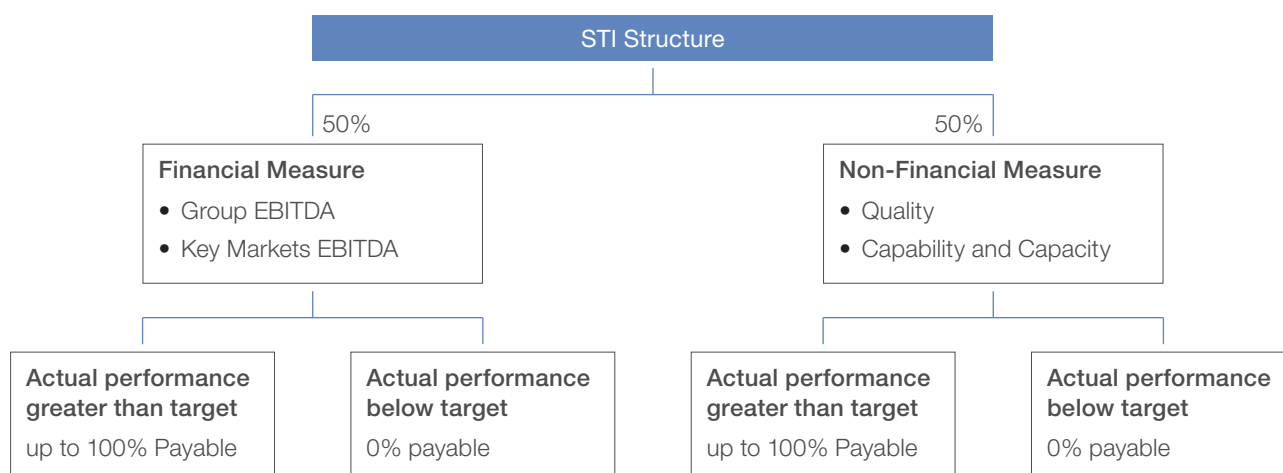 STI Structure
50%
50%
Financial Measure
• Group EBITDA
• Key Markets EBITDA
Non-Financial Measure
• Quality
• Capability and Capacity
Actual performance
greater than target
up to 100% Payable
Actual performance
below target
0% payable
Actual performance
greater than target
up to 100% Payable
Actual performance
below target
0% payable